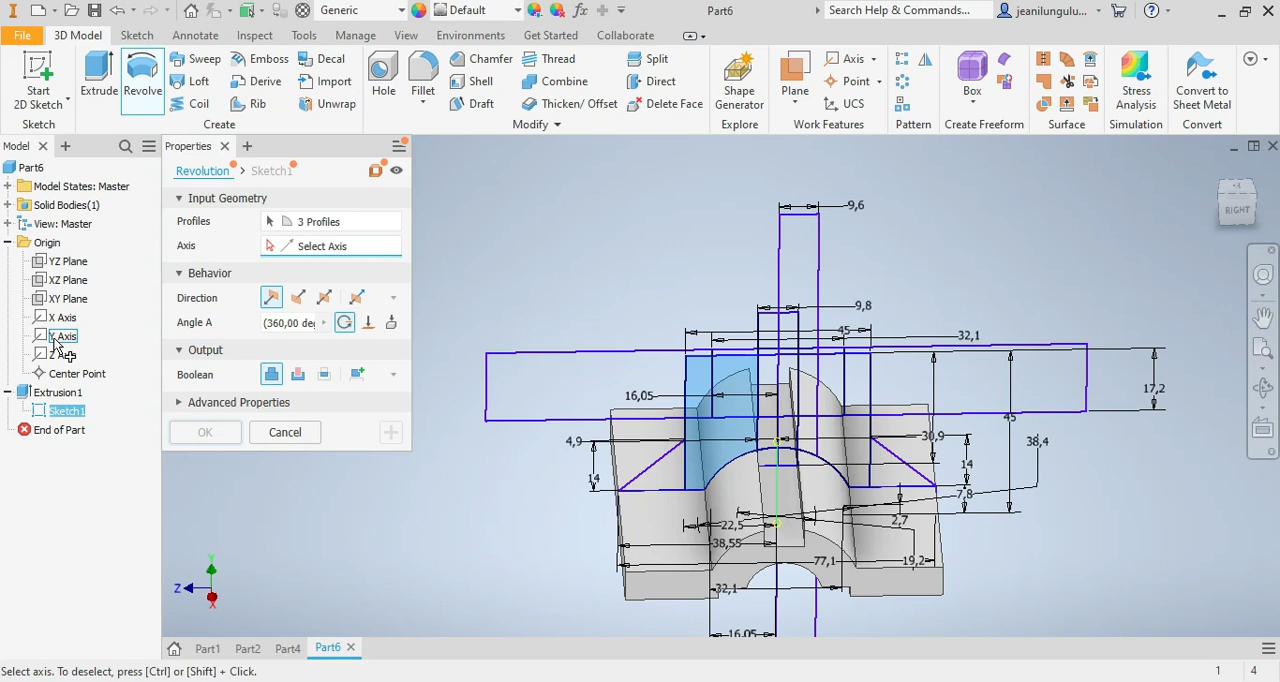 Generic
Default
Part6
Search Help & Commands...
jeanilungulu...
File
3D Model
Sketch
Annotate
Inspect
Tools
Manage
View
Environments
Get Started
Collaborate
Start
2D Sketch
Extrude
Revolve
Sweep
Embo
Decal
Loft
Derive
Import
Coil
Rib
Unwrap
Ho
Fillet
Chamfer
Thread
Split
Shell
Combine
Direct
Draft
Thicken/ Offset
Delete Face
Shape
Generator
Plane
Axis
Point
UCS
Box
Stress
Analysis
Convert to
Sheet Metal
Sketch
Create
Modify
Explore
Work Features
Pattern
Create Freeform
Surface
Simulation
Convert
Model
Part6
Model States: Master
Solid Bodies(1)
View: Master
Origin
YZ Plane
XZ Plane
XY Plane
X Axis
Y Axis
Center Point
Extrusion1
Sketch1
End of Part
Properties
Revolution > Sketch1
Input Geometry
Profiles
3 Profiles
Axis
Select Axis
Behavior
Direction
Angle A
(360,00 deg
Output
Boolean
Advanced Properties
OK
Cancel
RIGHT
9,6
9,8
45
32,1
16,05
17,2
4,9
30,9
45
38,4
14
14
7,8
2,7
22,5
38,55
77,1
19,2
32,1
16,05
Y
Z
X
Part1
Part2
Part4
Part6
Select axis. To deselect, press [Ctrl] or [Shift] + Click.
1
4